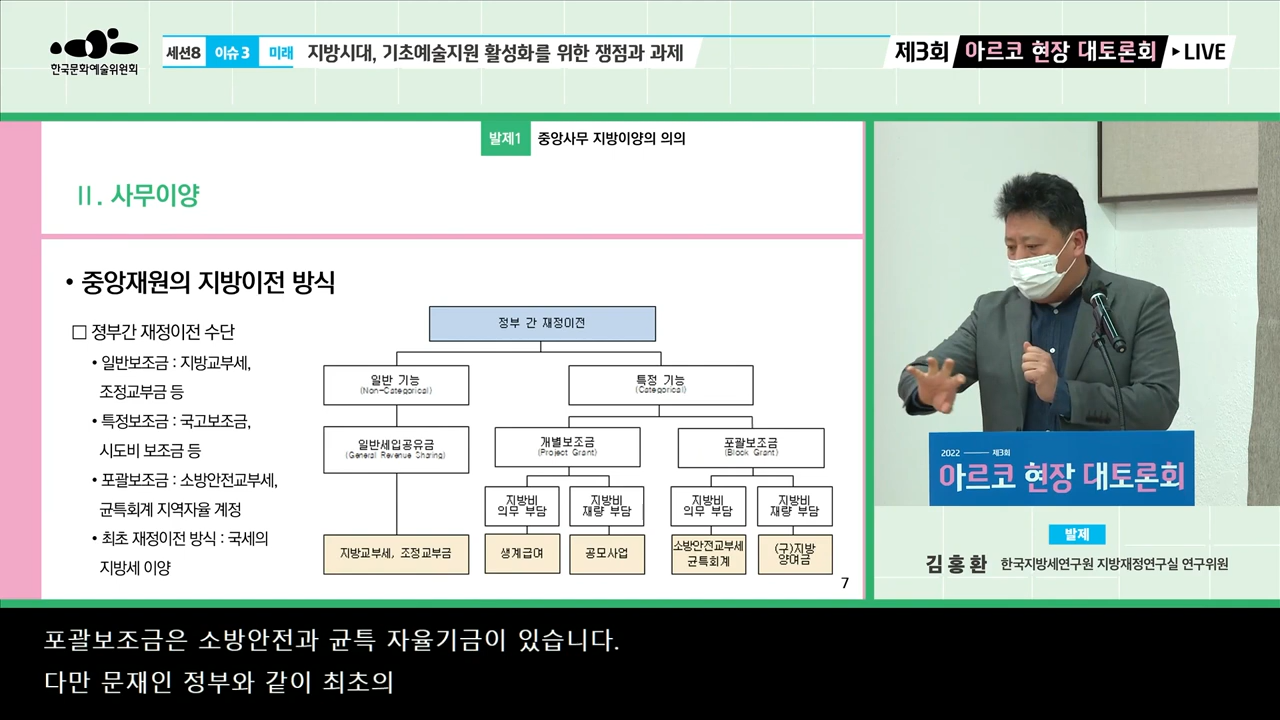 한국문화예술위원회
세션8 이슈 3 미래 지방시대, 기초예술지원 활성화를 위한 쟁점과 과제
제3회 아르코 현장 대토론회 ▸LIVE
발제1 중앙사무 지방이양의 의의
Ⅱ. 사무이양
• 중앙재원의 지방이전 방식
□ 졍부간 재정이전 수단
• 일반보조금 : 지방교부세,
조정교부금 등
• 특정보조금 : 국고보조금,
시도비 보조금 등
• 포괄보조금 : 소방안전교부세,
균특회계 지역자율 계정
• 최초 재정이전 방식 : 국세의
지방세 이양
정부 간 재정이전
일반 기능
(Non-Categorical)
특정 기능
(Categorical)
일반세입공유금
(General Revenue Sharing)
개별보조금
(Project Grant)
포괄보조금
(Block Grant)
지방비
의무 부담
지방비
재량 부담
지방비
의무 부담
지방비
재량 부담
지방교부세, 조정교부금
생계급여
공모사업
소방안전교부세
균특회계
(구)지방
양여금
7
2022 제3회
아르코 현장 대토론회
발제
김홍환 한국지방세연구원 지방재정연구실 연구위원
포괄보조금은 소방안전과 균특 자율기금이 있습니다.
다만 문재인 정부와 같이 최초의